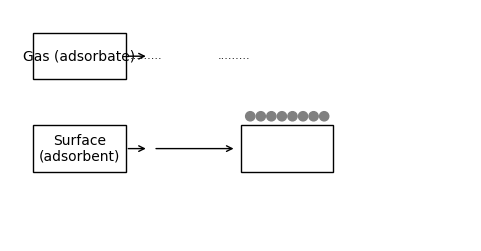 Gas (adsorbate) ......... .........
Surface
(adsorbent)